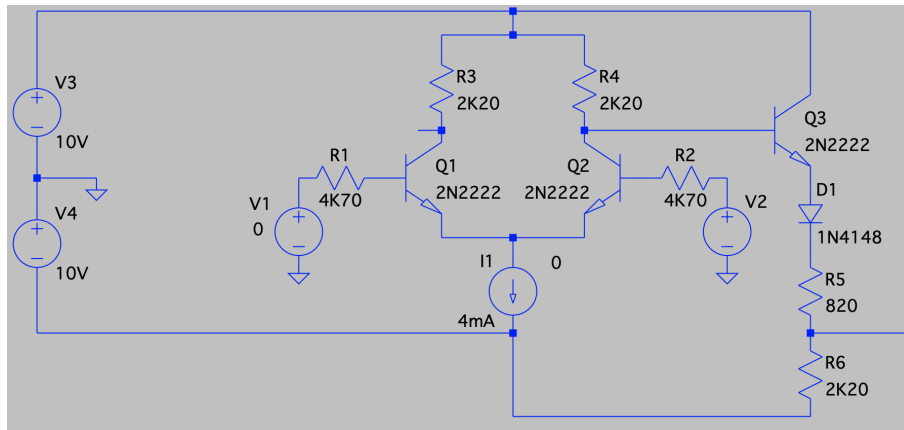 V3
10V
V4
10V
R3
2K20
R4
2K20
R1
4K70
V1
0
Q1
2N2222
Q2
2N2222
R2
4K70
V2
0
I1
4mA
Q3
2N2222
D1
1N4148
R5
820
R6
2K20